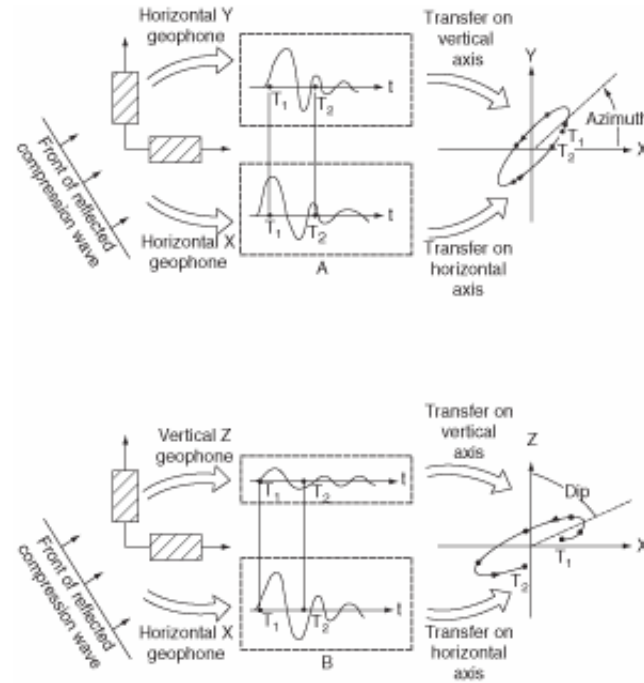 Horizontal Y
geophone
Transfer on
vertical
axis
Y
t
T1
T2
Azimuth
T1
T2
X
Front of reflected
compression wave
t
T1
T2
Horizontal X
geophone
A
Transfer on
horizontal
axis
Vertical Z
geophone
Transfer on
vertical
axis
Z
t
T1
T2
Dip
T1
T2
X
Front of reflected
compression wave
t
T1
T2
Horizontal X
geophone
B
Transfer on
horizontal
axis